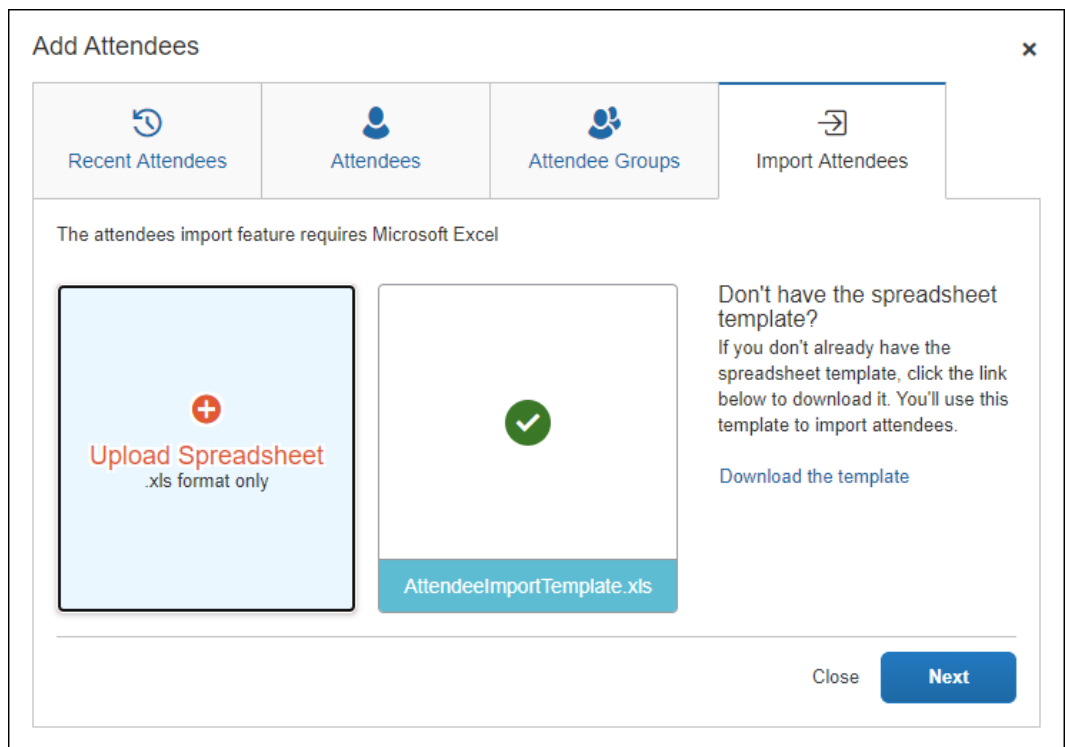 Add Attendees
Recent Attendees
Attendees
Attendee Groups
Import Attendees
The attendees import feature requires Microsoft Excel
Upload Spreadsheet
.xls format only
AttendeeImportTemplate.xls
Don't have the spreadsheet
template?
If you don't already have the
spreadsheet template, click the link
below to download it. You'll use this
template to import attendees.
Download the template
Close
Next